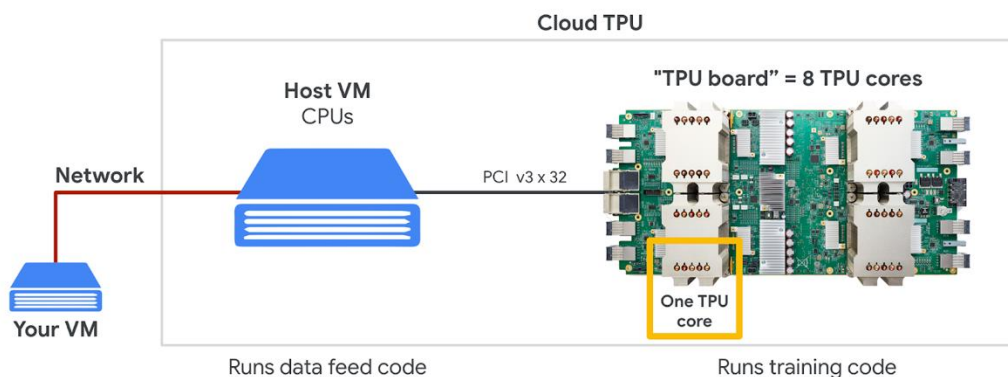 Cloud TPU
Host VM
CPUs
"TPU board” = 8 TPU cores
Network
PCI v3 x 32
One TPU
core
Your VM
Runs data feed code
Runs training code